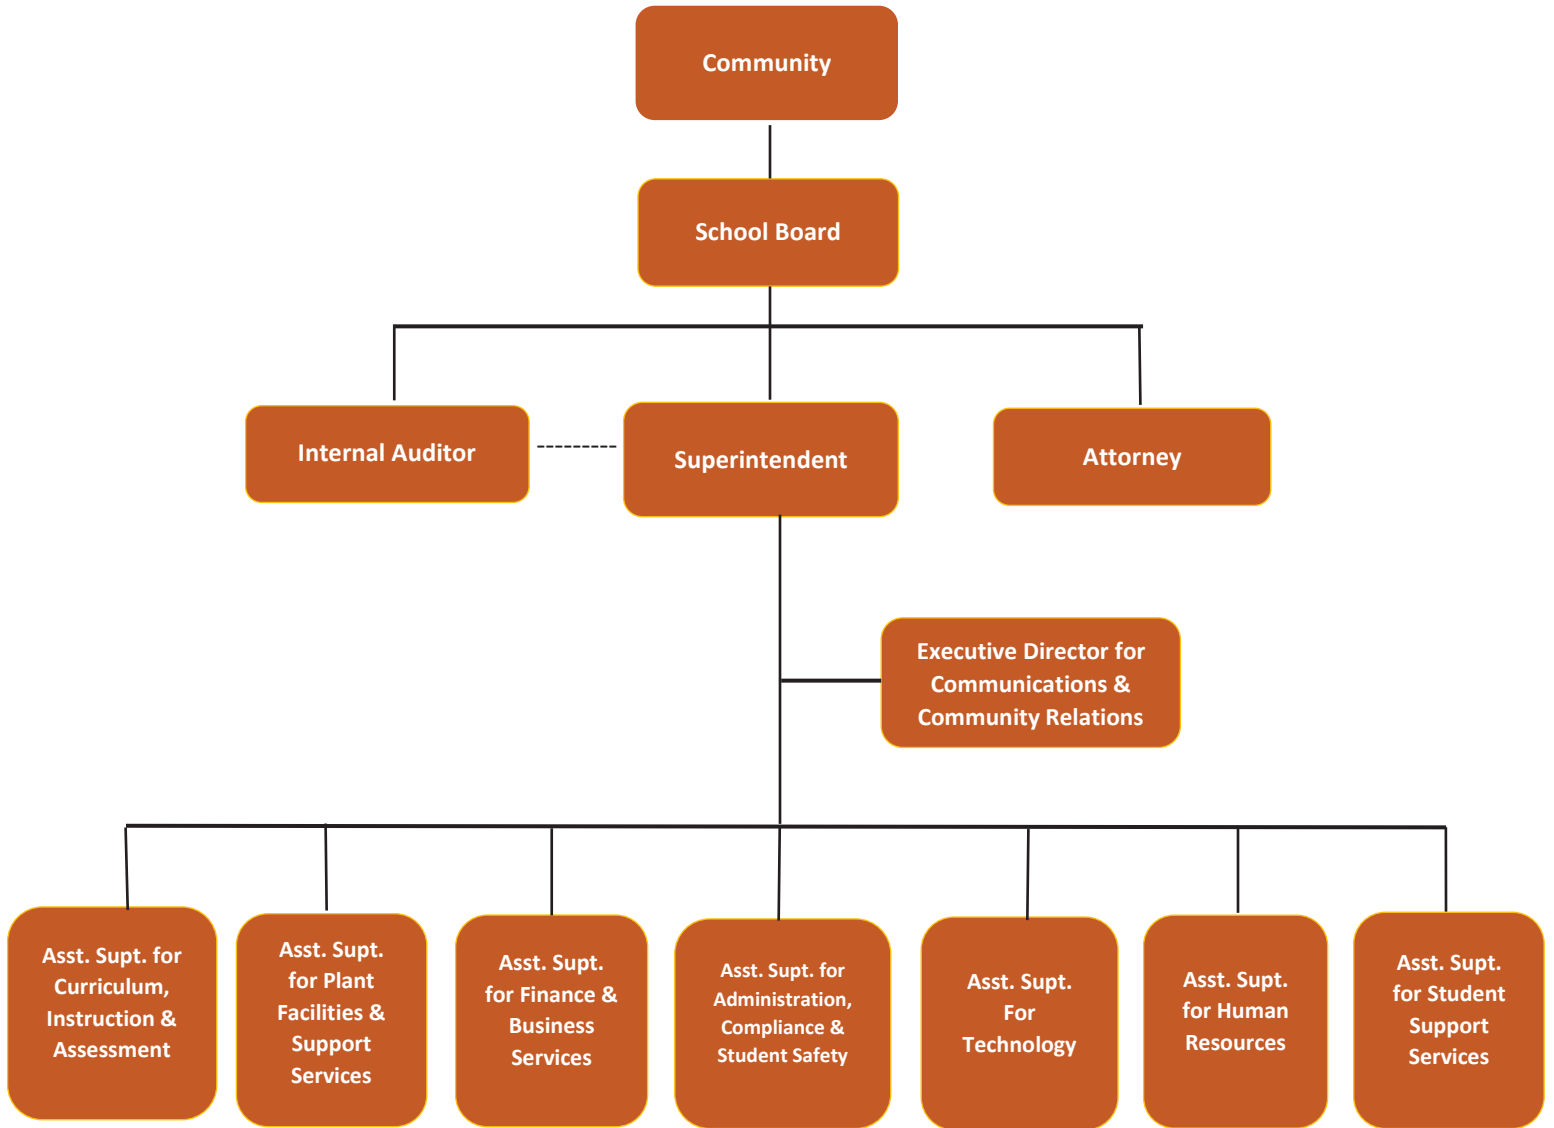 Community
School Board
Internal Auditor
Superintendent
Attorney
Executive Director for
Communications &
Community Relations
Asst. Supt. for
Curriculum,
Instruction &
Assessment
Asst. Supt.
for Plant
Facilities &
Support
Services
Asst. Supt.
for Finance &
Business
Services
Asst. Supt. for
Administration,
Compliance &
Student Safety
Asst. Supt.
For
Technology
Asst. Supt.
for Human
Resources
Asst. Supt.
for Student
Support
Services